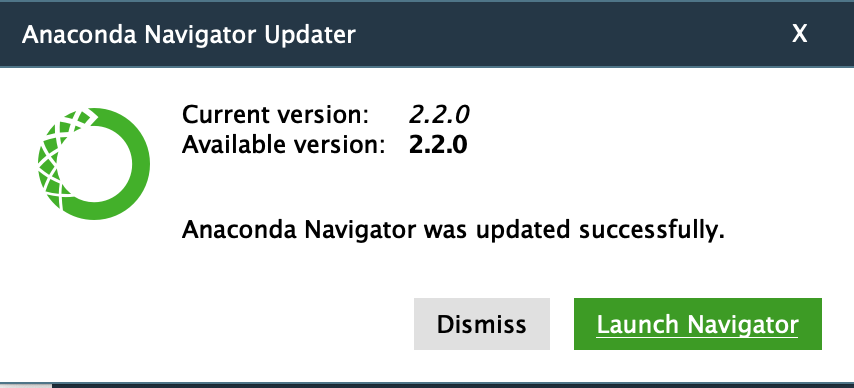 Anaconda Navigator Updater X
Current version: 2.2.0
Available version: 2.2.0
Anaconda Navigator was updated successfully.
Dismiss Launch Navigator